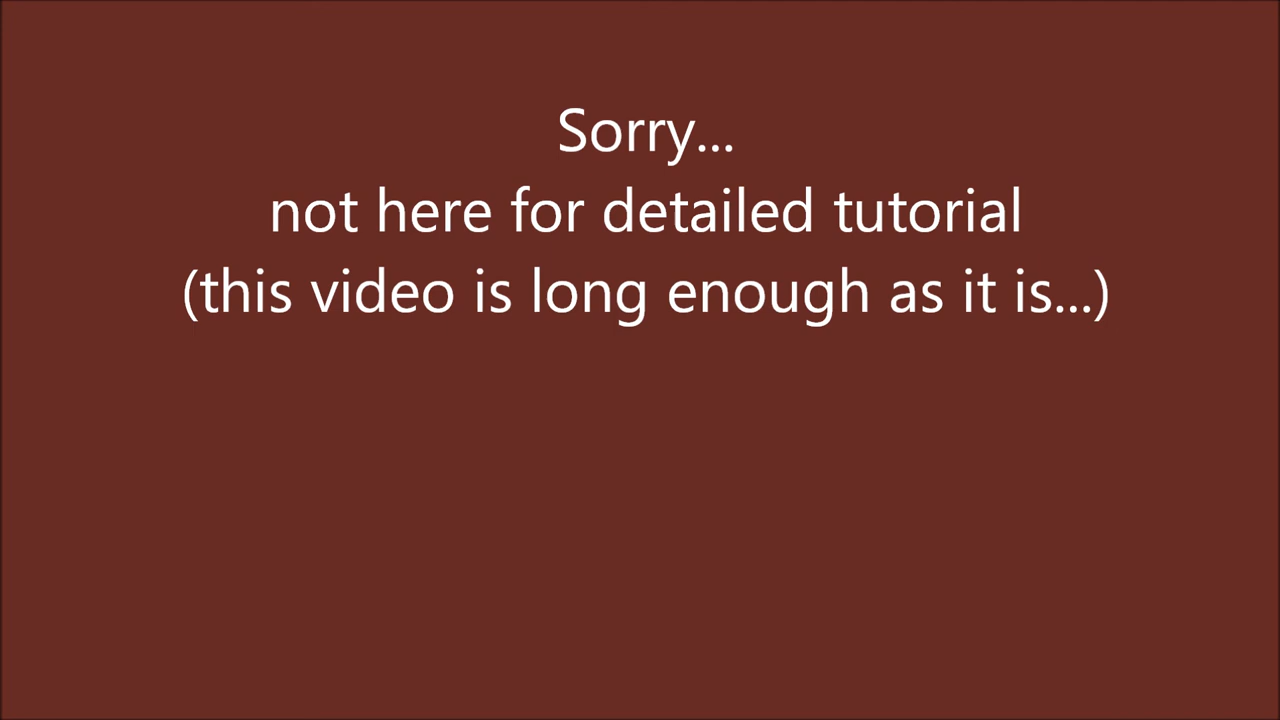 Sorry...
not here for detailed tutorial
(this video is long enough as it is...)